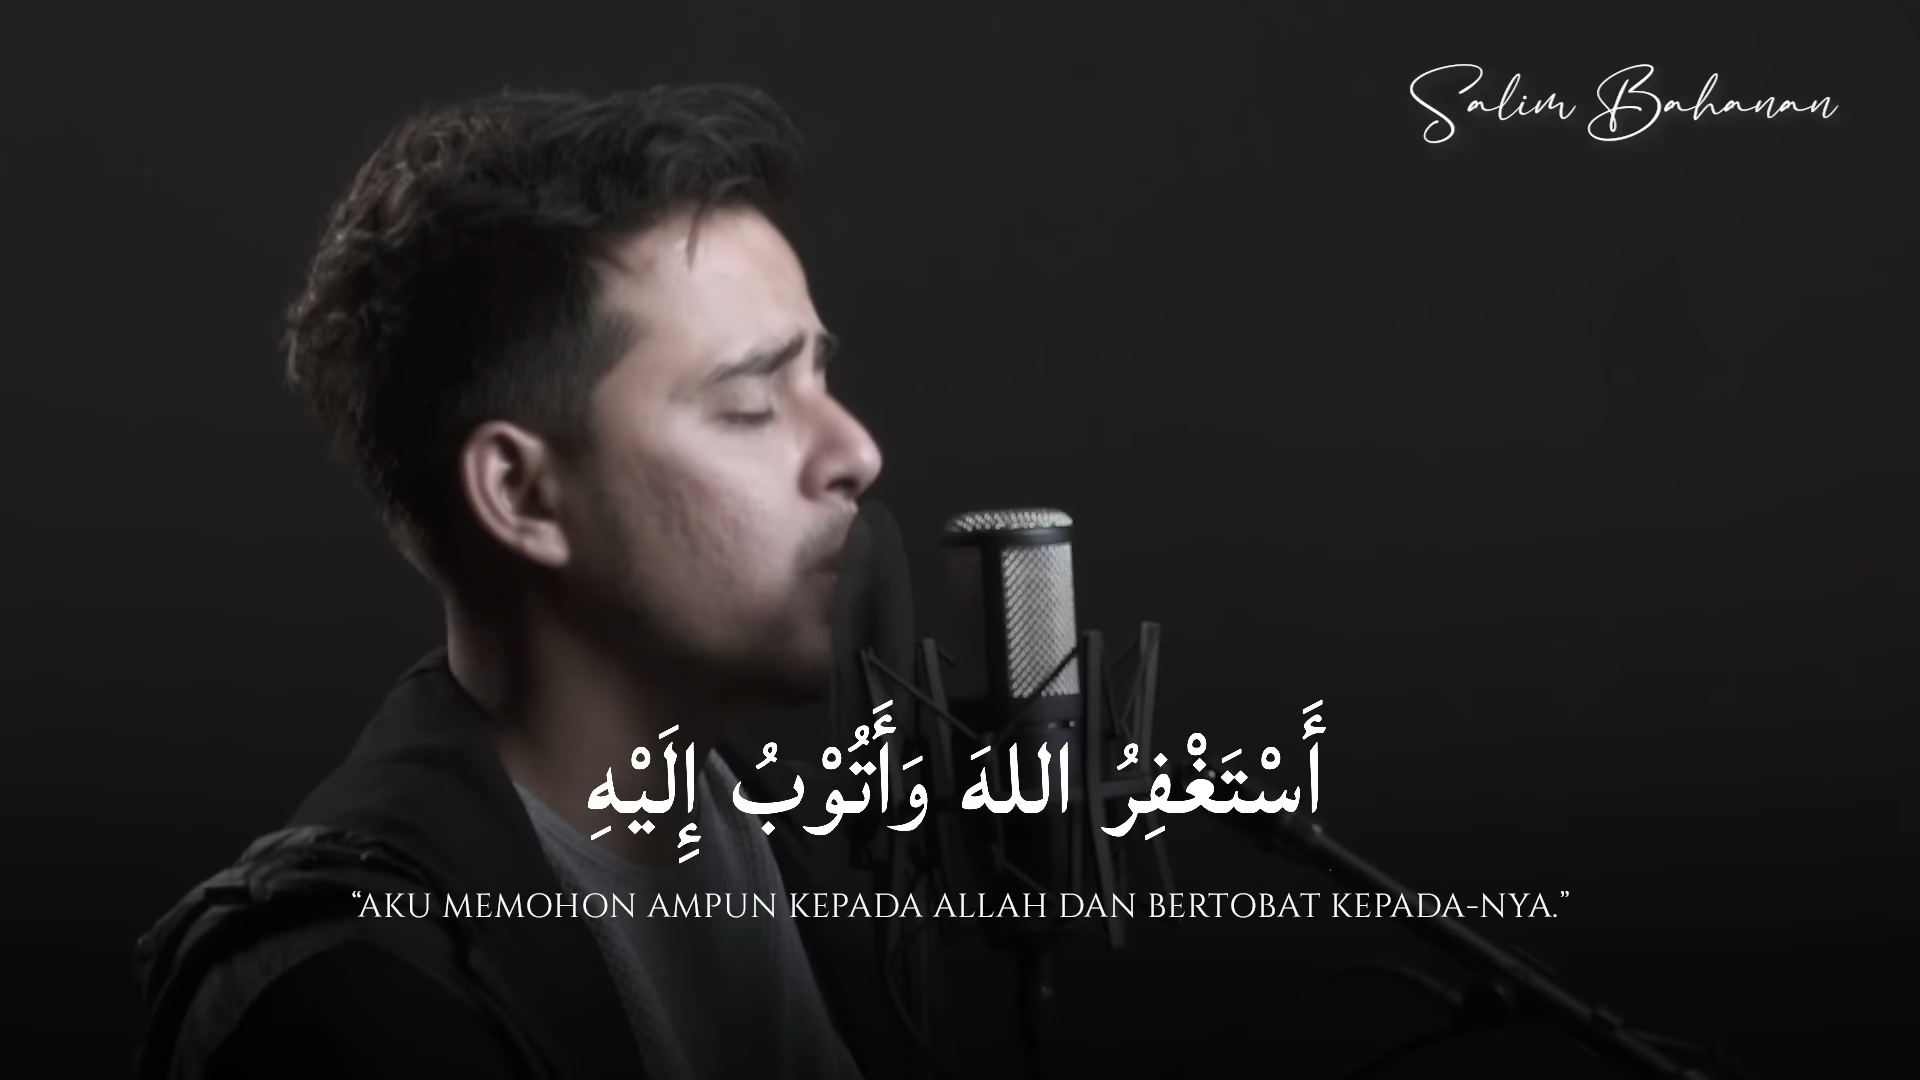 Salim Bahanan
أَسْتَغْفِرُ اللهَ وَأَتُوْبُ إِلَيْهِ
“AKU MEMOHON AMPUN KEPADA ALLAH DAN BERTOBAT KEPADA-NYA.”